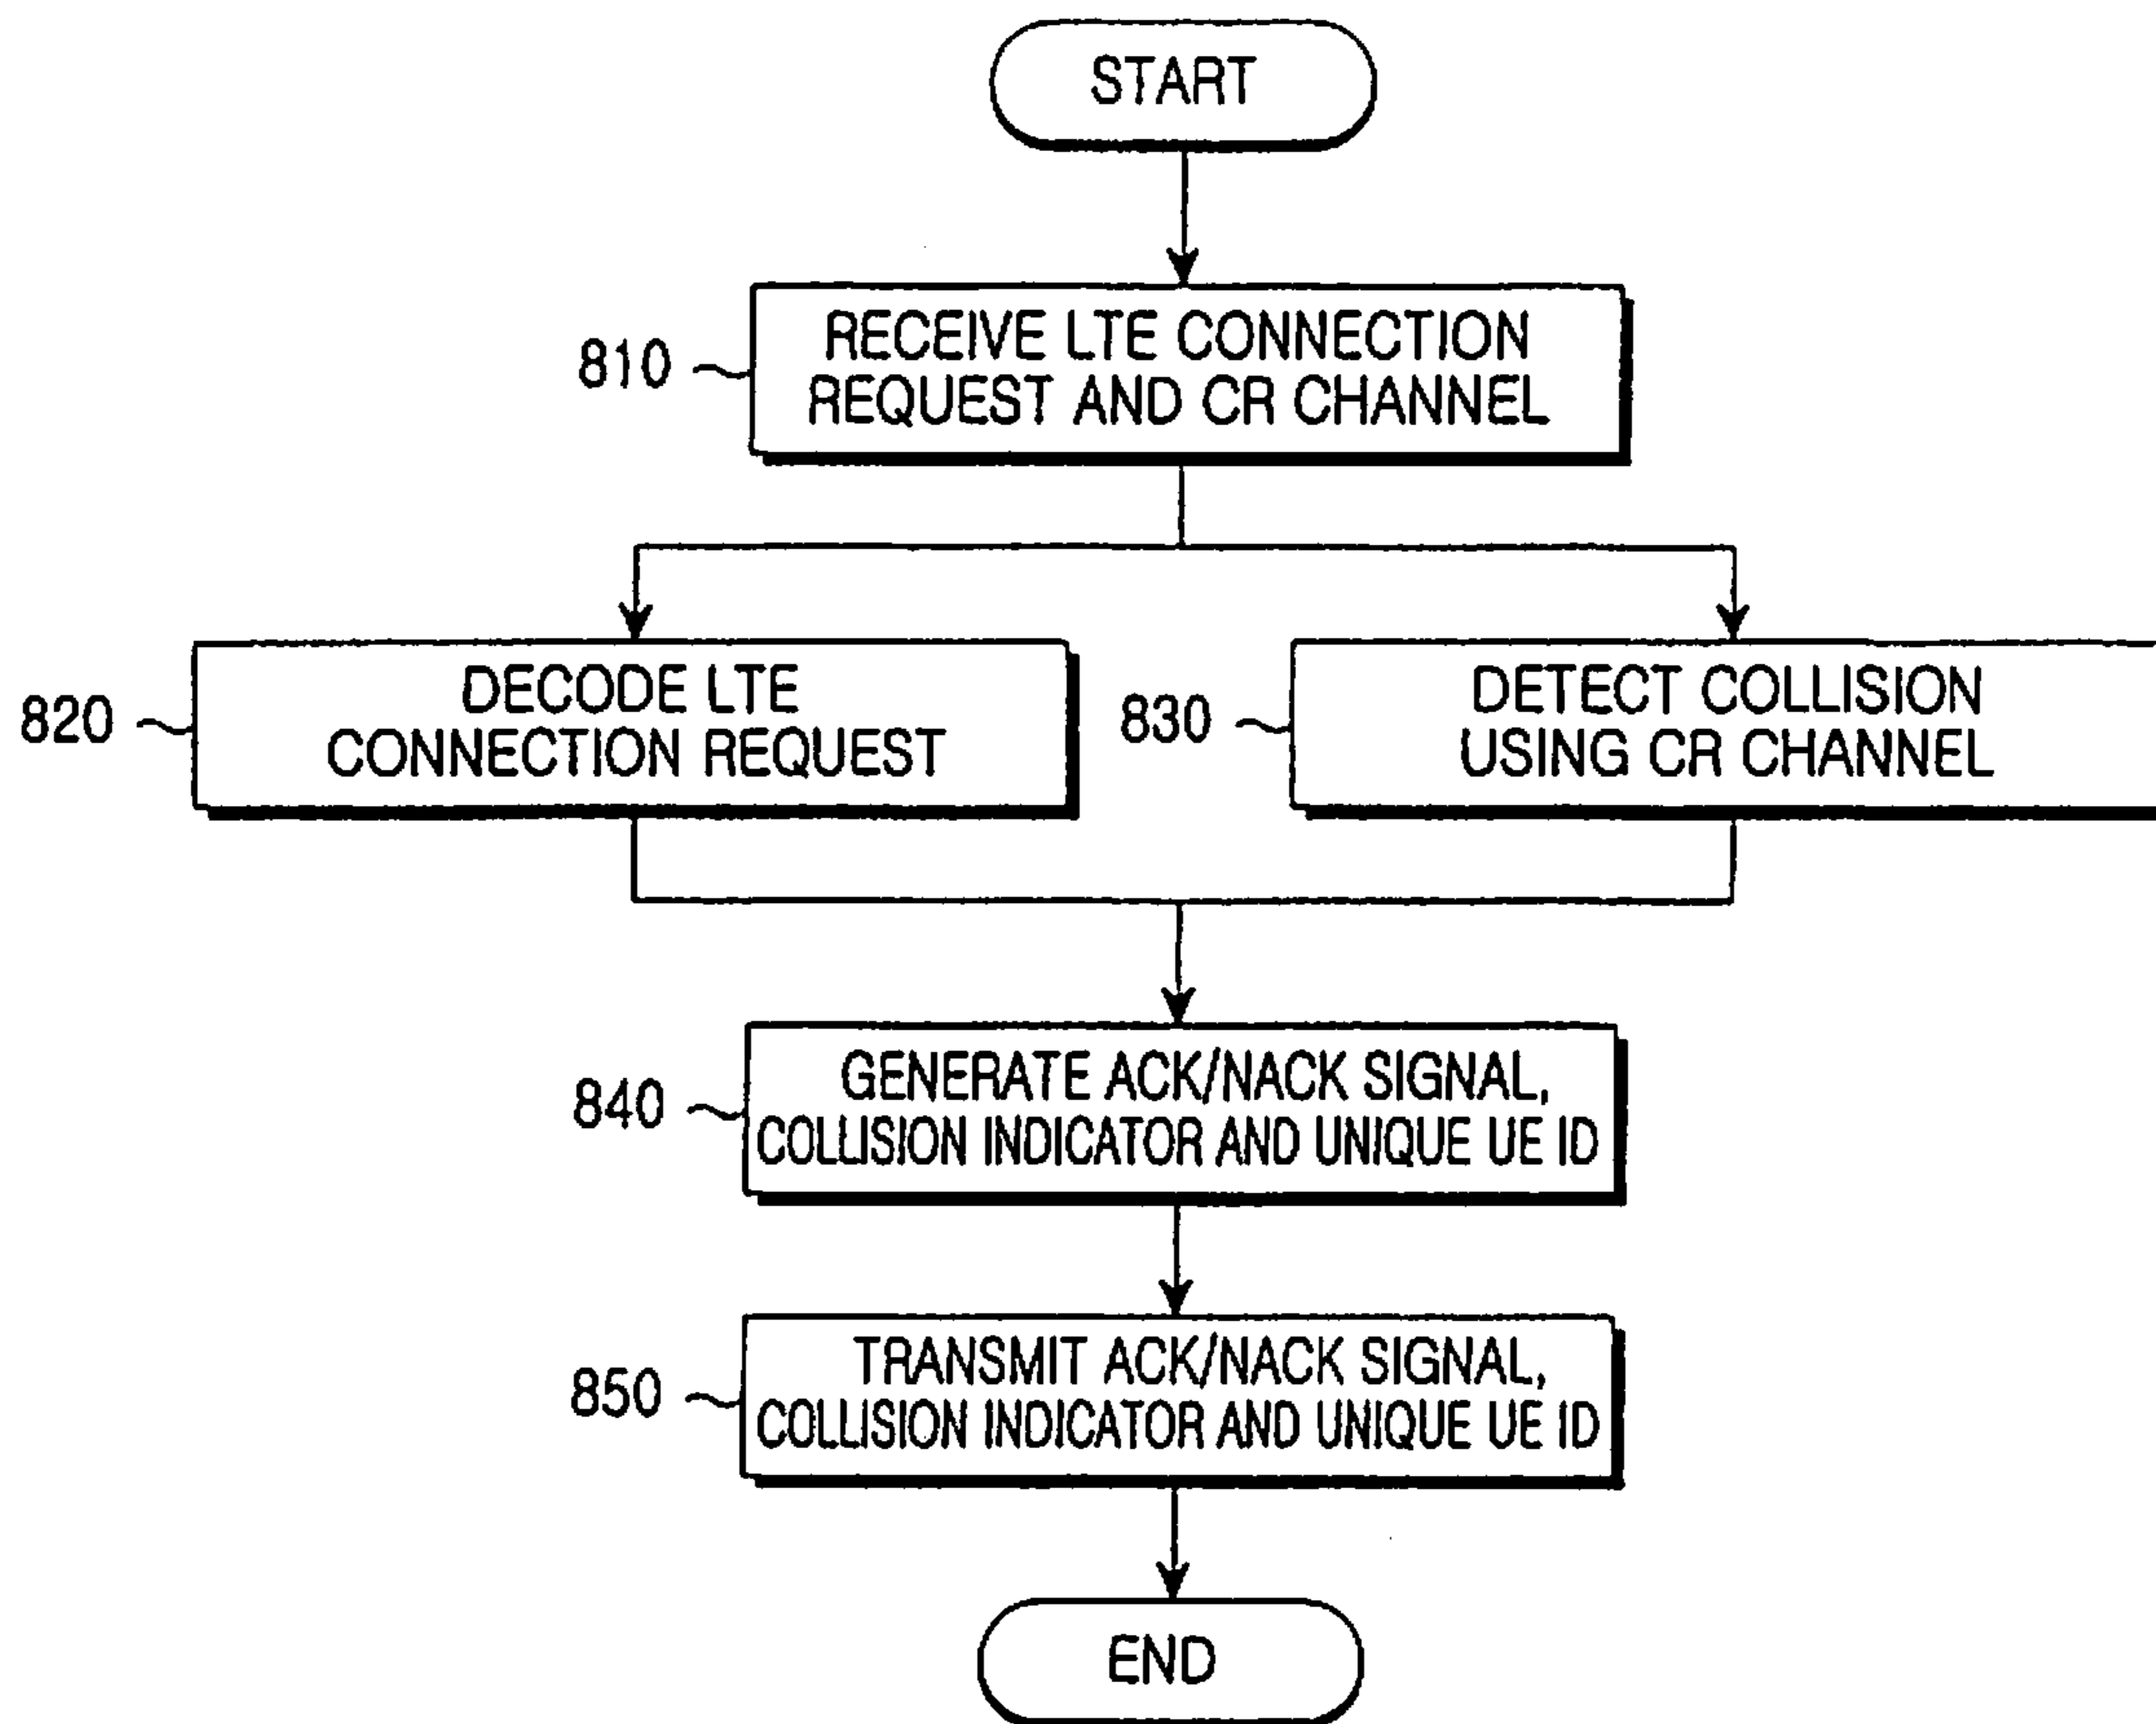 START
810
RECEIVE LTE CONNECTION
REQUEST AND CR CHANNEL
820
DECODE LTE
CONNECTION REQUEST
830
DETECT COLLISION
USING CR CHANNEL
840
GENERATE ACK/NACK SIGNAL,
COLLISION INDICATOR AND UNIQUE UE ID
850
TRANSMIT ACK/NACK SIGNAL,
COLLISION INDICATOR AND UNIQUE UE ID
END